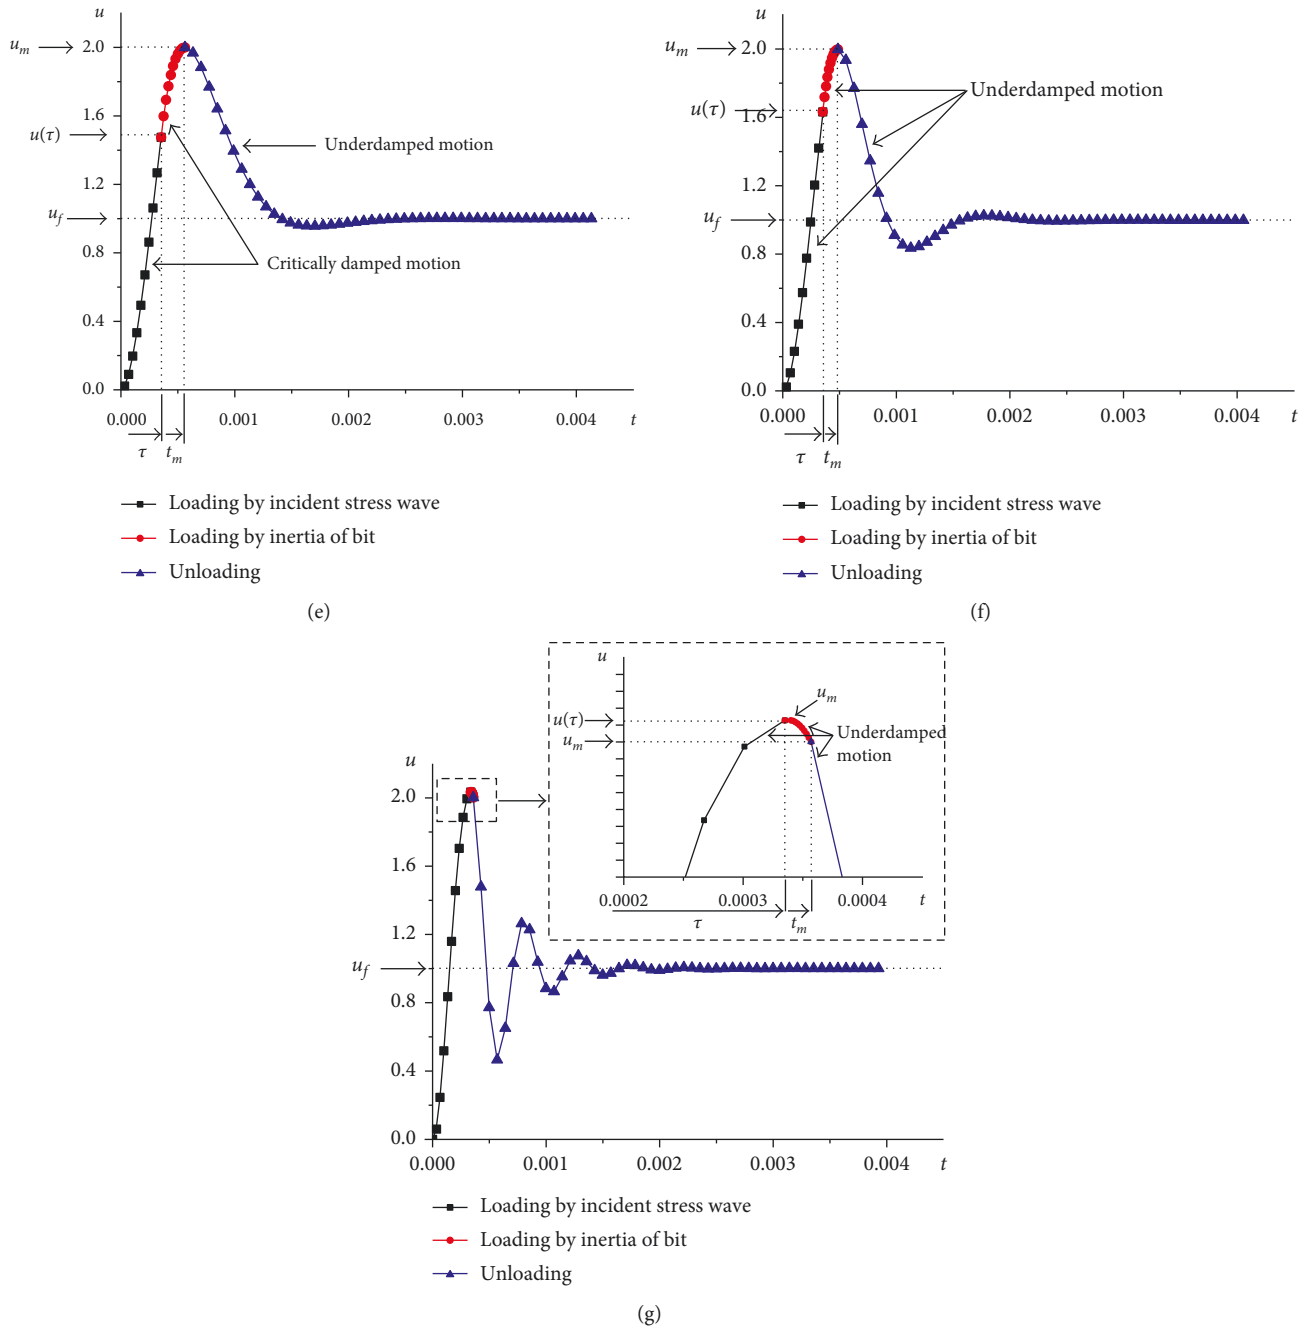 u
u_m
2.0
1.6
u(τ)
Underdamped motion
1.2
u_f
0.8
Critically damped motion
0.4
0.0
0.000 0.001 0.002 0.003 0.004 t
τ t_m
Loading by incident stress wave
Loading by inertia of bit
Unloading
(e)
u
u_m
2.0
Underdamped motion
u(τ)
1.6
1.2
u_f
0.8
0.4
0.0
0.000 0.001 0.002 0.003 0.004 t
τ t_m
Loading by incident stress wave
Loading by inertia of bit
Unloading
(f)
u
u_m
u(τ)
Underdamped
motion
u_m
0.0002 0.0003 0.0004 t
τ t_m
u
2.0
1.6
1.2
u_f
0.8
0.4
0.0
0.000 0.001 0.002 0.003 0.004 t
Loading by incident stress wave
Loading by inertia of bit
Unloading
(g)